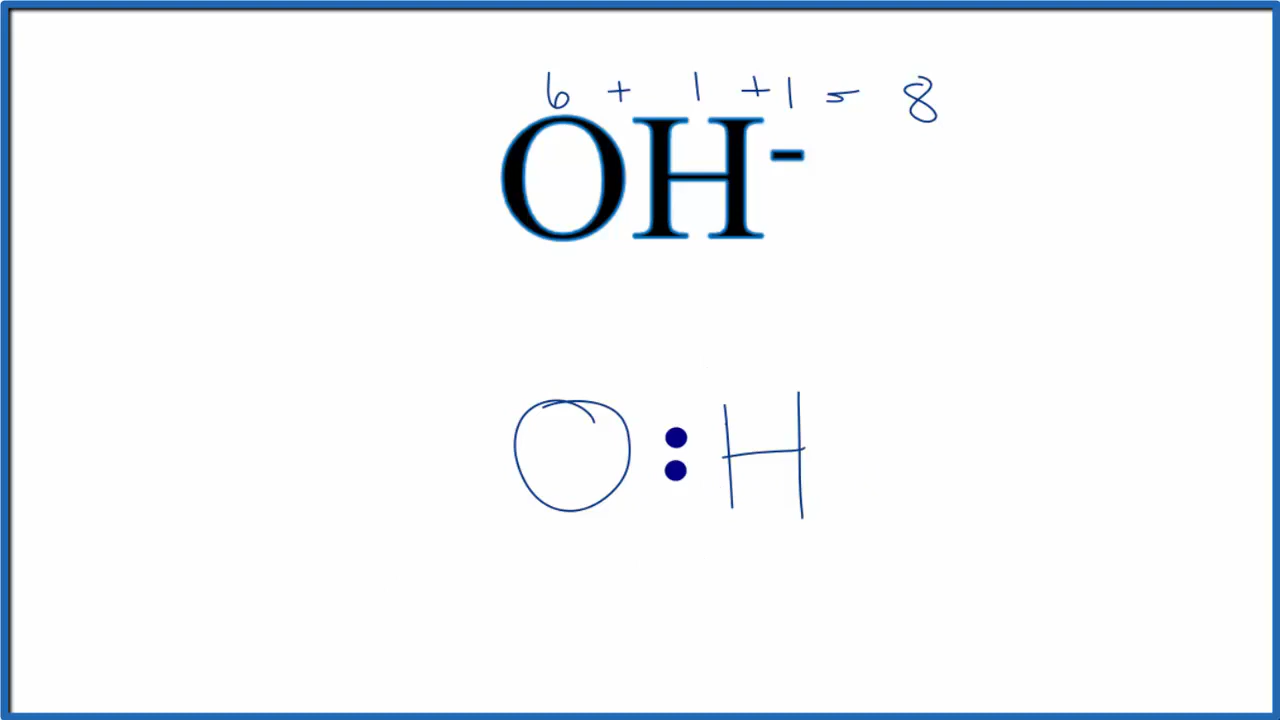 6 + 1 + 1 = 8
OH-
O:H